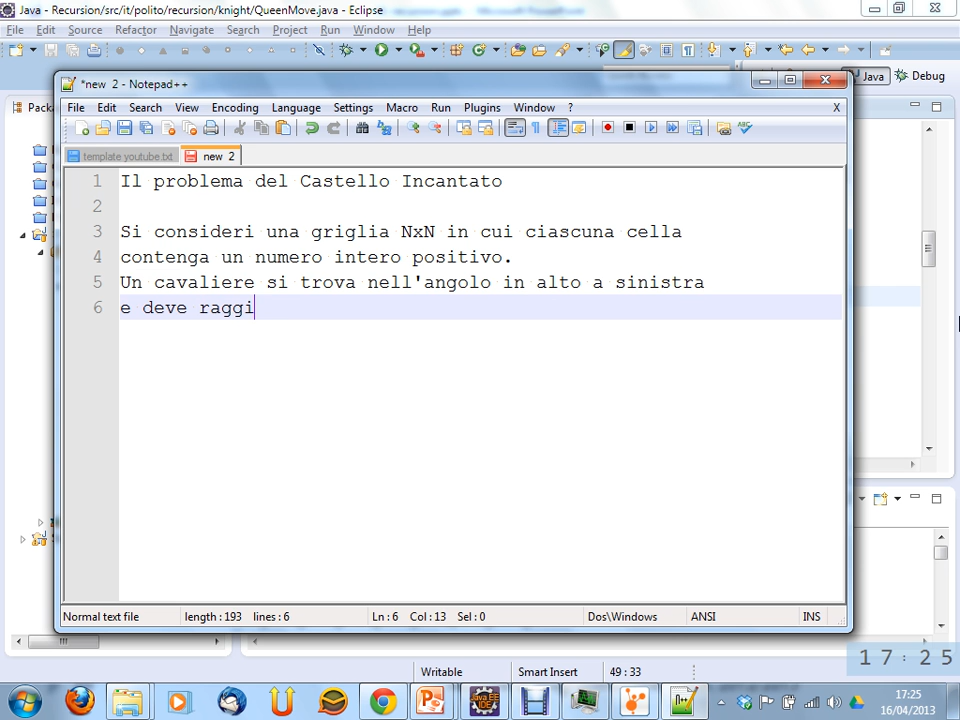 Java - Recursion/src/it/polito/recursion/knight/QueenMove.java - Eclipse
File Edit Source Refactor Navigate Search Project Run Window Help
Java Debug
*new 2 - Notepad++
File Edit Search View Encoding Language Settings Macro Run Plugins Window ? X
template youtube.txt new 2
1 Il problema del Castello Incantato
2
3 Si consideri una griglia NxN in cui ciascuna cella
4 contenga un numero intero positivo.
5 Un cavaliere si trova nell'angolo in alto a sinistra
6 e deve raggi
Normal text file length : 193 lines : 6 Ln : 6 Col : 13 Sel : 0 Dos\Windows ANSI INS
17:25
Writable Smart Insert 49 : 33
17:25
16/04/2013